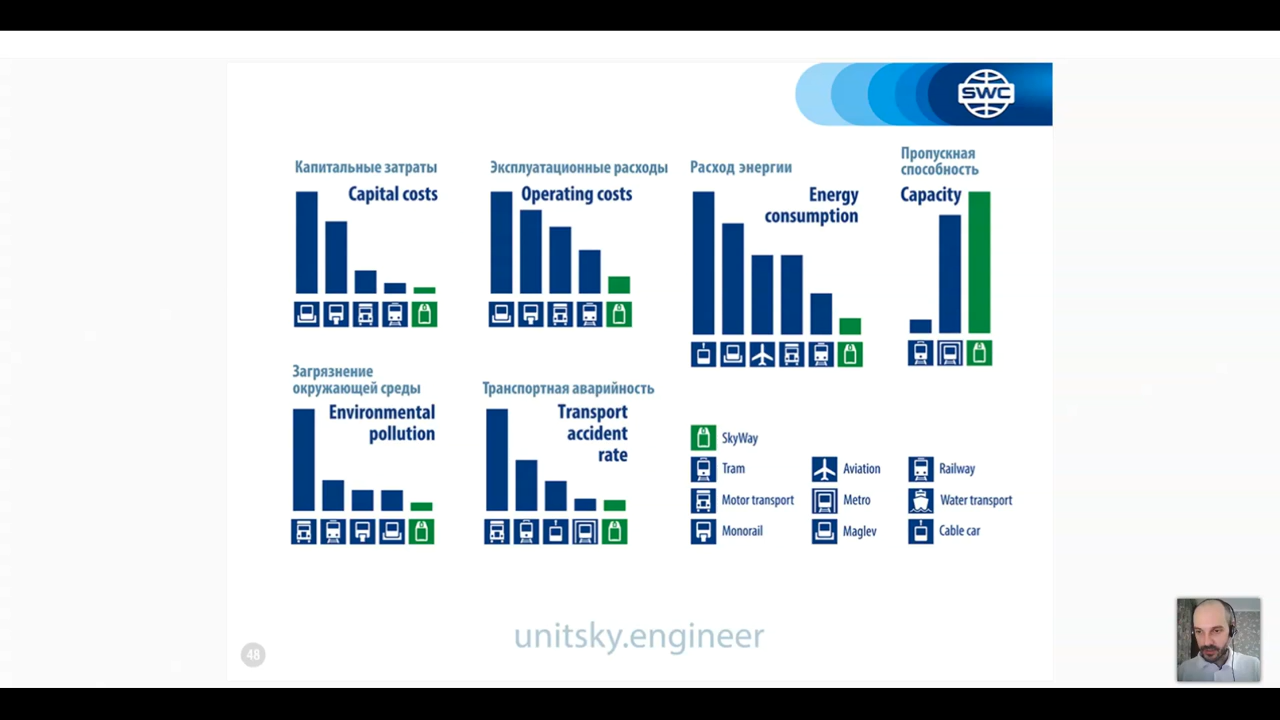 SWC
Капитальные затраты
Capital costs
Эксплуатационные расходы
Operating costs
Расход энергии
Energy
consumption
Пропускная
способность
Capacity
Загрязнение
окружающей среды
Environmental
pollution
Транспортная аварийность
Transport
accident
rate
SkyWay
Tram
Aviation
Railway
Motor transport
Metro
Water transport
Monorail
Maglev
Cable car
unitsky.engineer
48